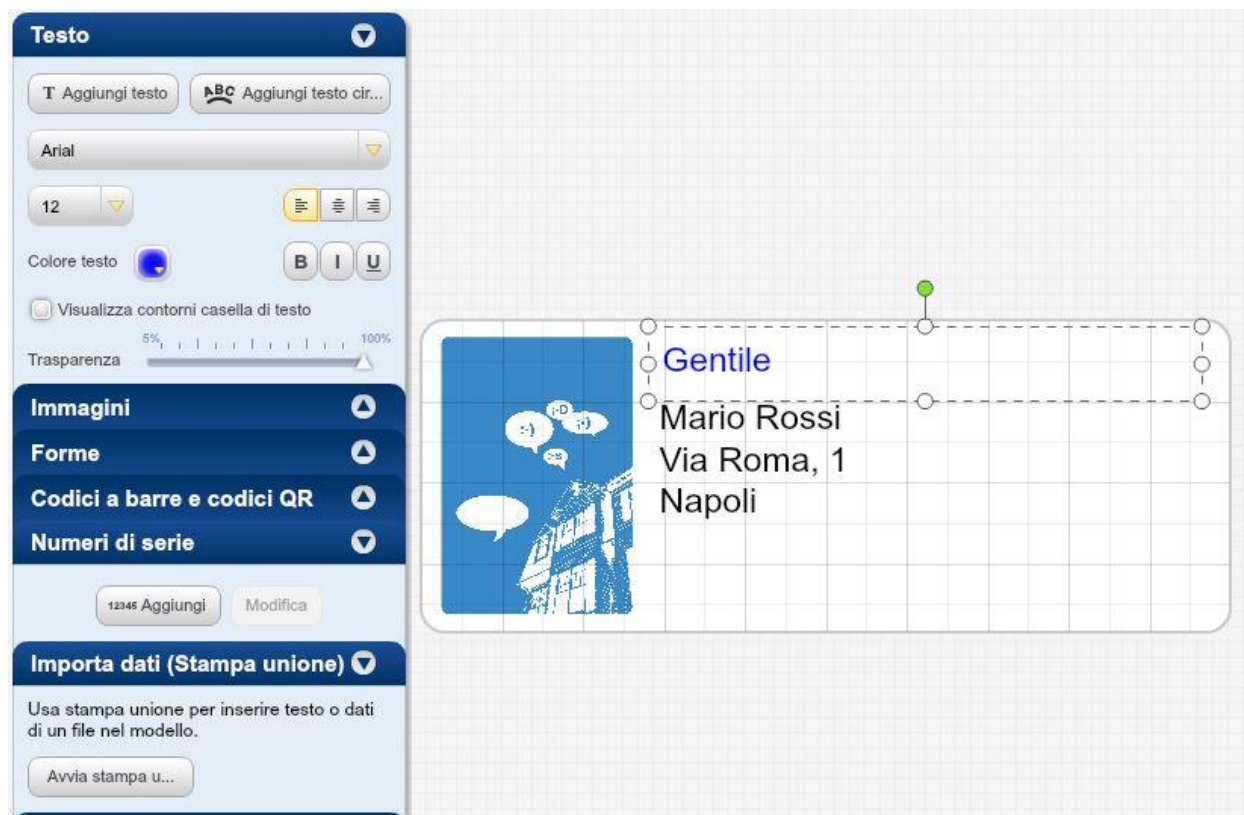 Testo
T Aggiungi testo
ABC Aggiungi testo cir...
Arial
12
Colore testo
B I U
Visualizza contorni casella di testo
5% 100%
Trasparenza
Immagini
Forme
Codici a barre e codici QR
Numeri di serie
12345 Aggiungi
Modifica
Importa dati (Stampa unione)
Usa stampa unione per inserire testo o dati
di un file nel modello.
Avvia stampa u...
:-D
:-)
;-)
Gentile
Mario Rossi
Via Roma, 1
Napoli